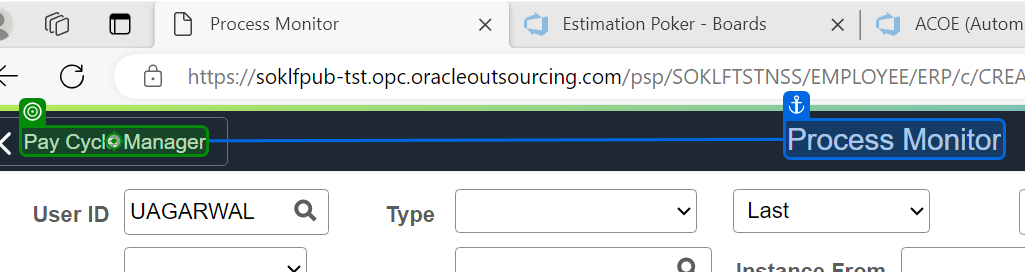 Process Monitor
Estimation Poker - Boards
ACOE (Autom
https://soklfpub-tst.opc.oracleoutsourcing.com/psp/SOKLFTSTNSS/EMPLOYEE/ERP/c/CREA
Pay Cycle Manager
Process Monitor
User ID
UAGARWAL
Type
Last
Instance From